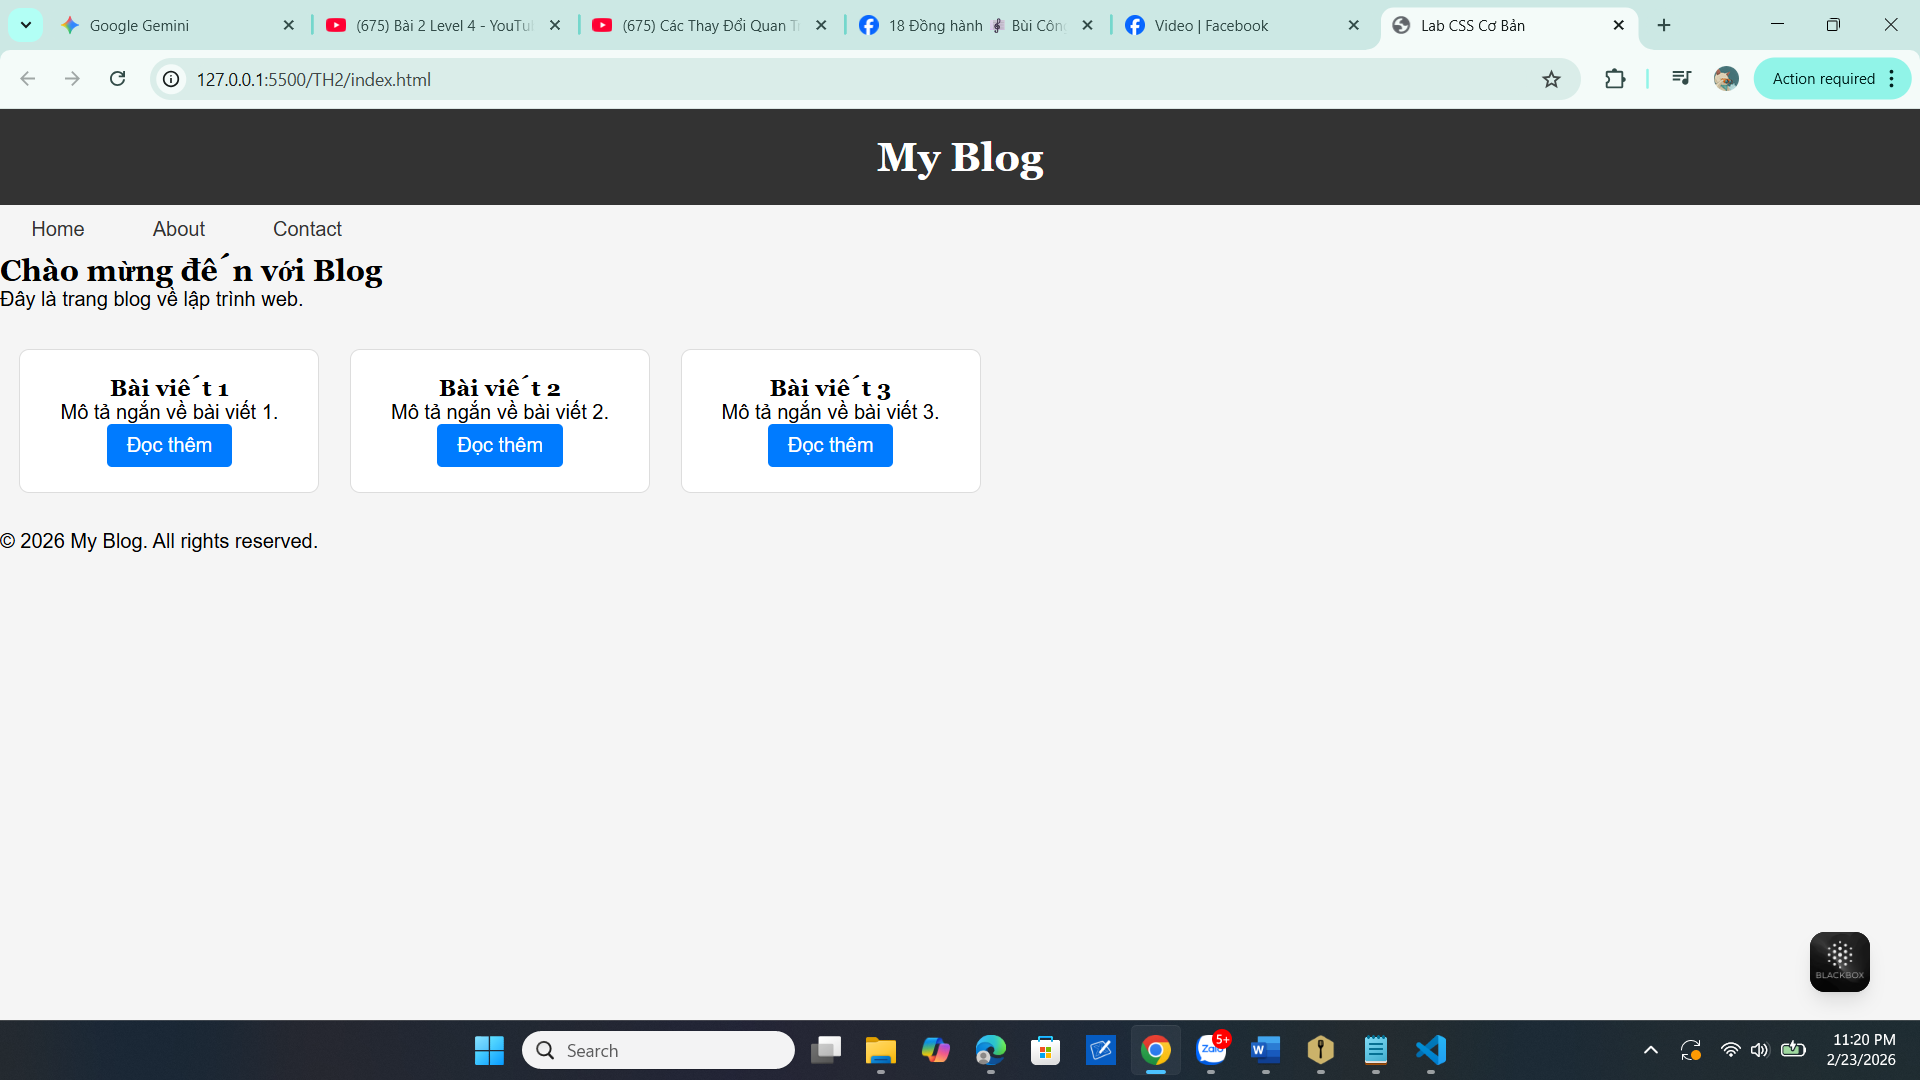 Google Gemini
(675) Bài 2 Level 4 - YouTu
(675) Các Thay Đổi Quan T
18 Đồng hành 🎼 Bùi Côn
Video | Facebook
Lab CSS Cơ Bản
127.0.0.1:5500/TH2/index.html
Action required
My Blog
Home About Contact
Chào mừng đến với Blog
Đây là trang blog về lập trình web.
Bài viết 1
Mô tả ngắn về bài viết 1.
Đọc thêm
Bài viết 2
Mô tả ngắn về bài viết 2.
Đọc thêm
Bài viết 3
Mô tả ngắn về bài viết 3.
Đọc thêm
© 2026 My Blog. All rights reserved.
BLACKBOX
Search
Zalo
5+
W
11:20 PM
2/23/2026